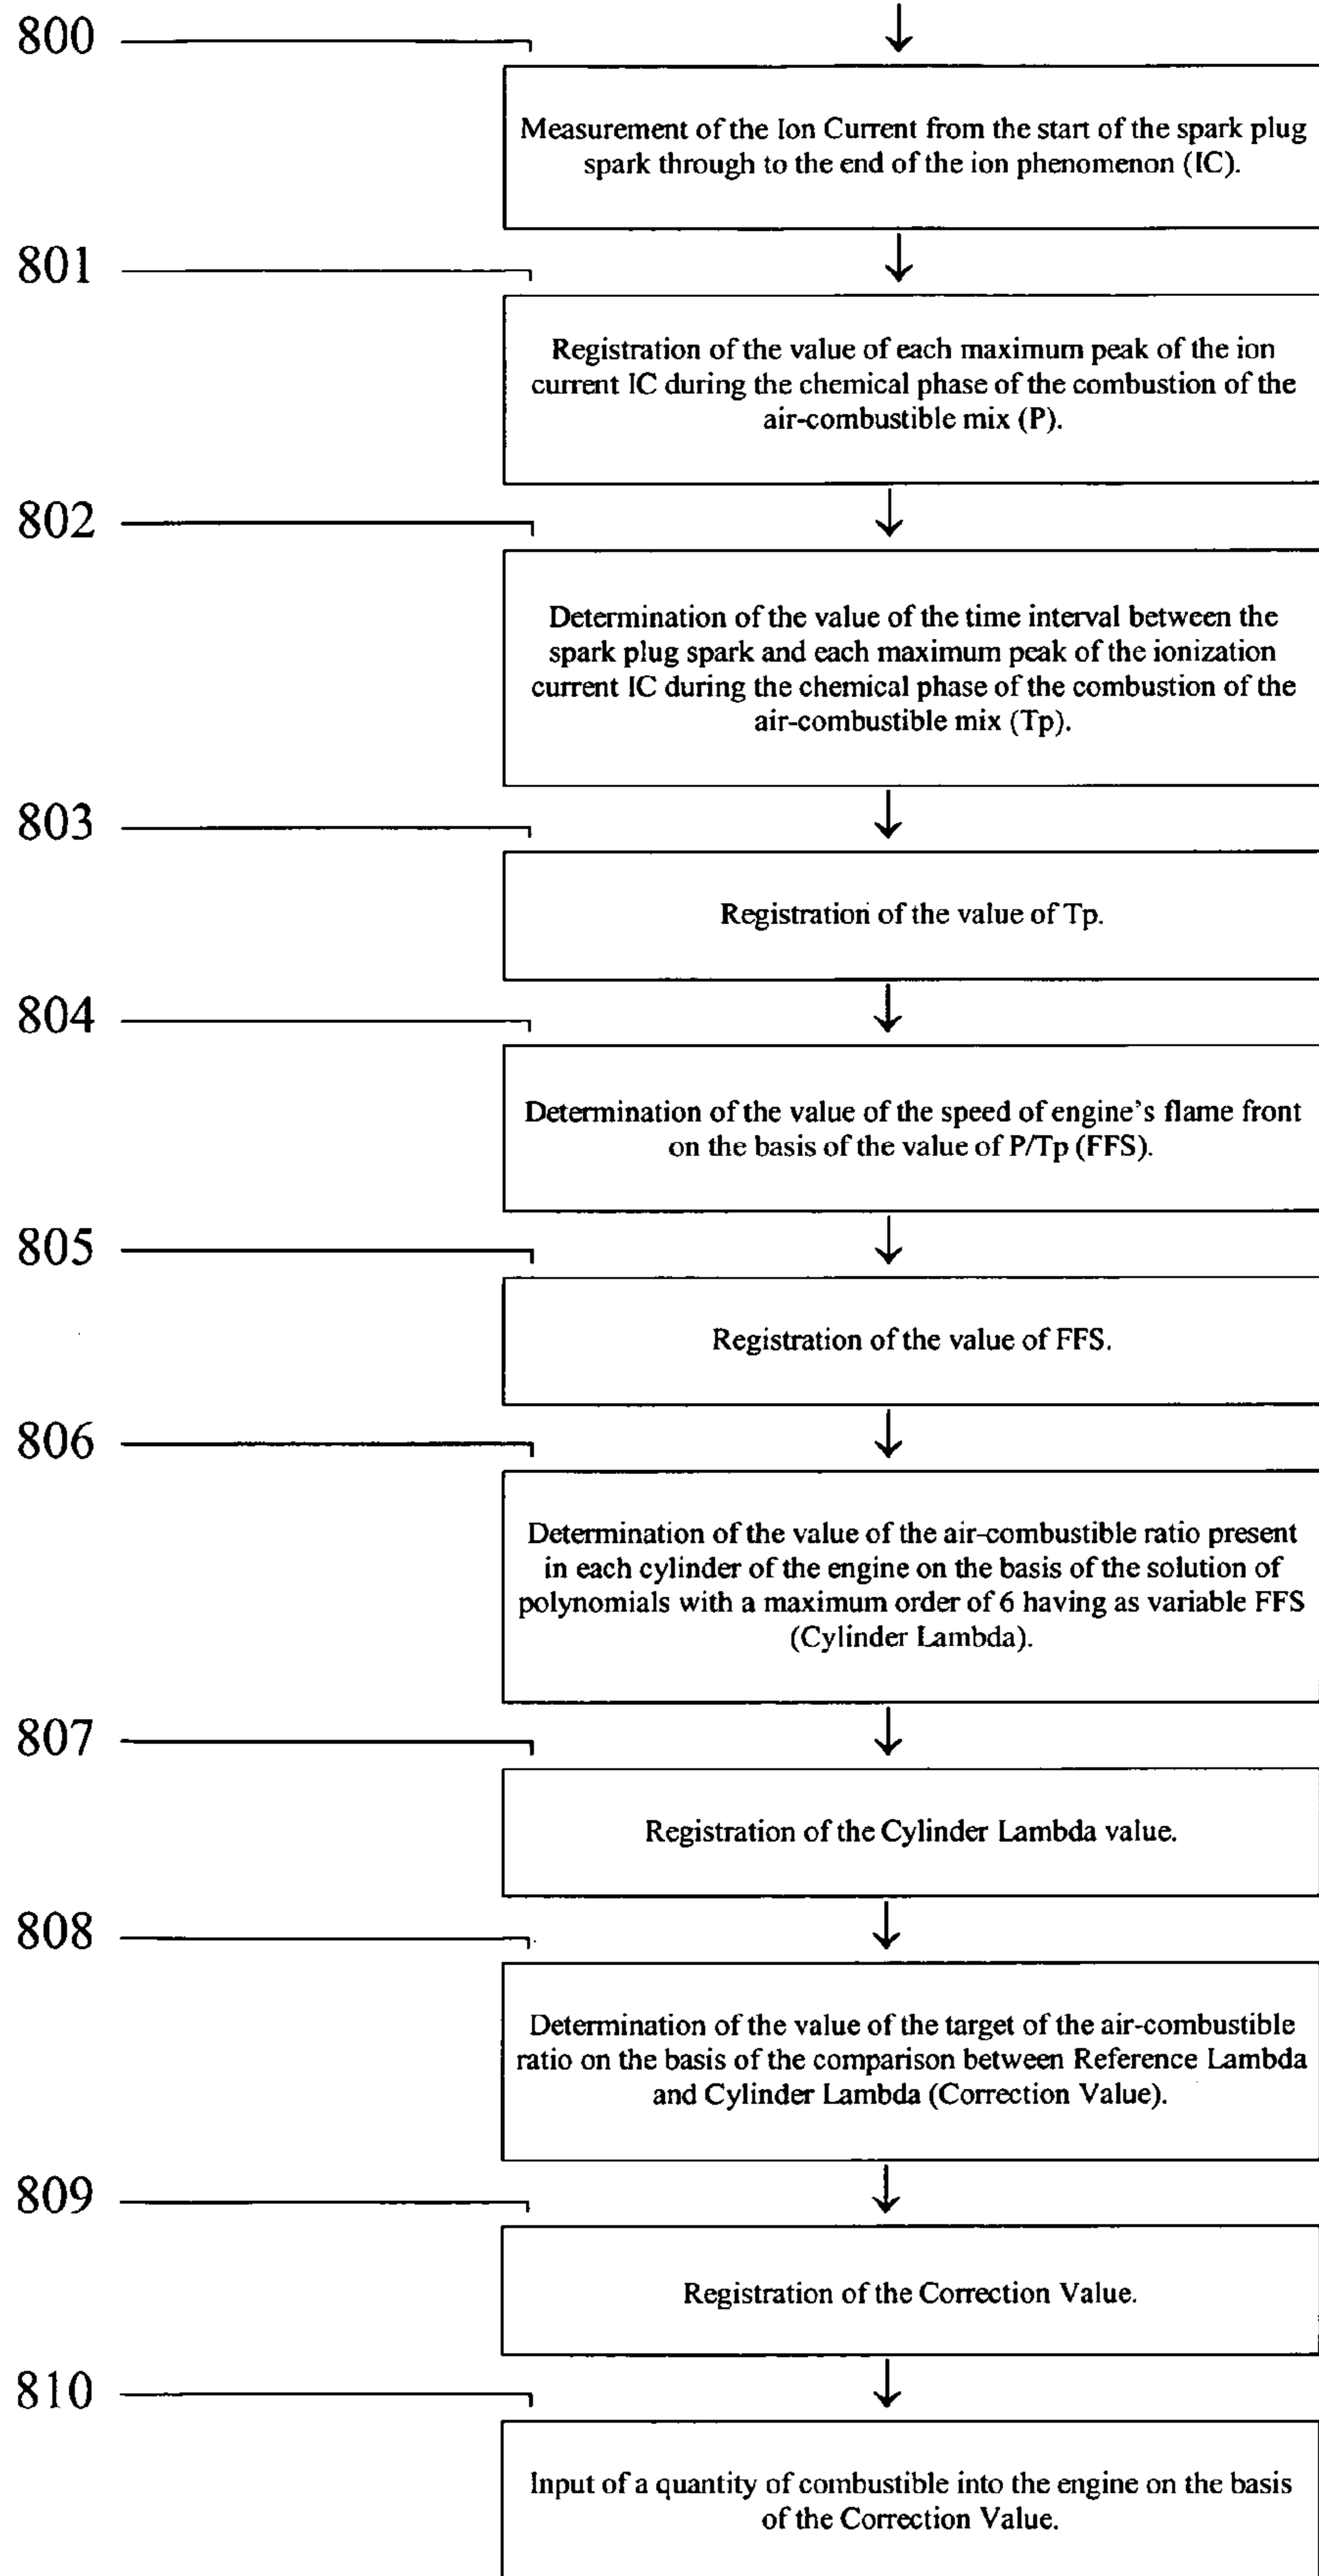 800
Measurement of the Ion Current from the start of the spark plug
spark through to the end of the ion phenomenon (IC).
801
Registration of the value of each maximum peak of the ion
current IC during the chemical phase of the combustion of the
air-combustible mix (P).
802
Determination of the value of the time interval between the
spark plug spark and each maximum peak of the ionization
current IC during the chemical phase of the combustion of the
air-combustible mix (Tp).
803
Registration of the value of Tp.
804
Determination of the value of the speed of engine's flame front
on the basis of the value of P/Tp (FFS).
805
Registration of the value of FFS.
806
Determination of the value of the air-combustible ratio present
in each cylinder of the engine on the basis of the solution of
polynomials with a maximum order of 6 having as variable FFS
(Cylinder Lambda).
807
Registration of the Cylinder Lambda value.
808
Determination of the value of the target of the air-combustible
ratio on the basis of the comparison between Reference Lambda
and Cylinder Lambda (Correction Value).
809
Registration of the Correction Value.
810
Input of a quantity of combustible into the engine on the basis
of the Correction Value.